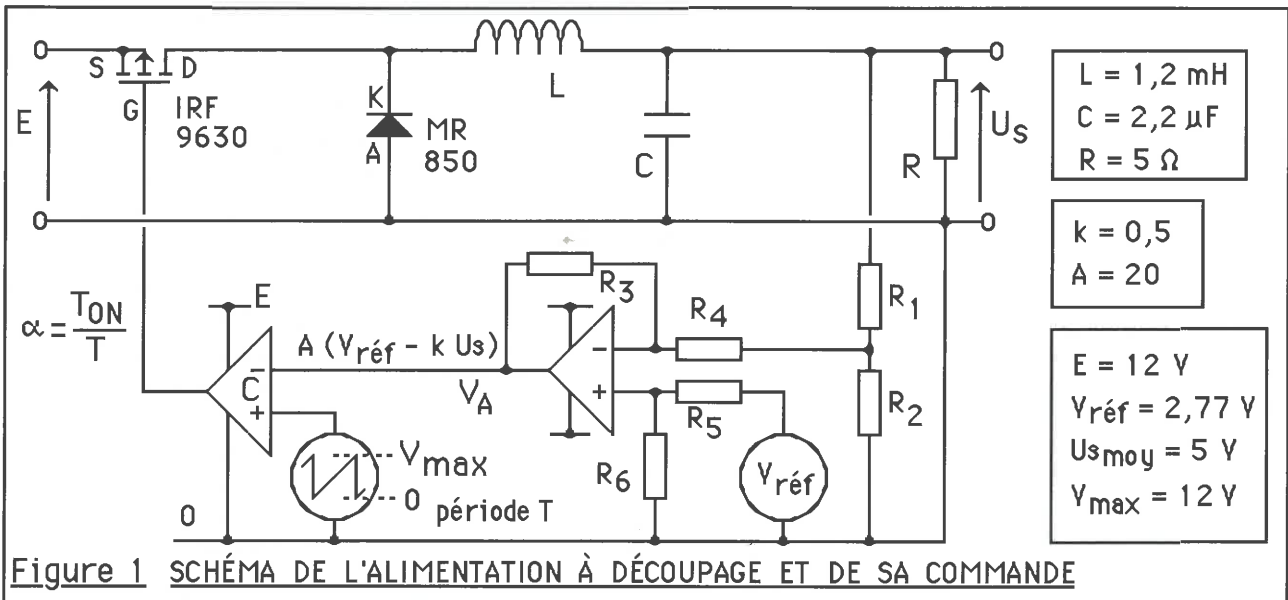 O
O
S
D
G
IRF
9630
E
K
A
MR
850
L
C
R
Us
L = 1,2 mH
C = 2,2 µF
R = 5 Ω
k = 0,5
A = 20
E = 12 V
Vréf = 2,77 V
Usmoy = 5 V
Vmax = 12 V
O
O
R3
R4
R1
E
∝ = TON
T
A (Vréf - k Us)
VA
-
+
C
-
+
R5
R2
R6
Vréf
Vmax
0
période T
0
Figure 1 SCHÉMA DE L'ALIMENTATION À DÉCOUPAGE ET DE SA COMMANDE